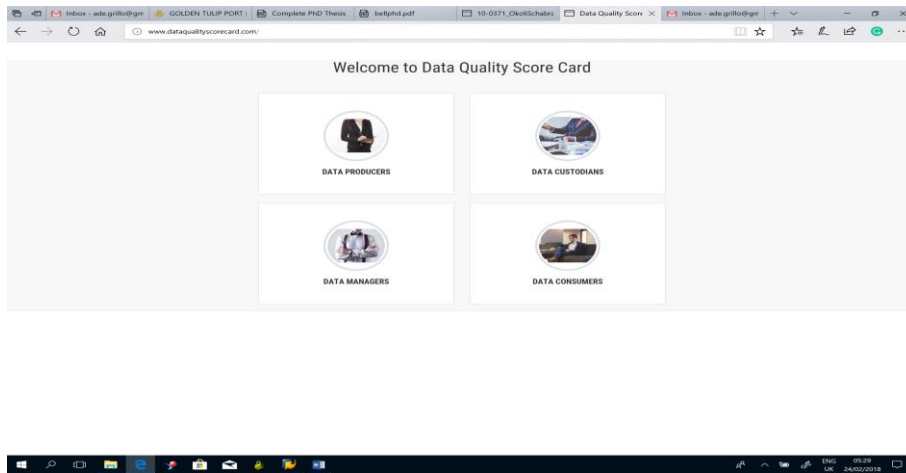 Inbox - ade.grillo@gm
GOLDEN TULIP PORT
Complete PhD Thesis
bellphd.pdf
10-0371_OkoliSchabra
Data Quality Scor
Inbox - ade.grillo@gm
www.dataqualityscorecard.com/
Welcome to Data Quality Score Card
DATA PRODUCERS
DATA CUSTODIANS
DATA MANAGERS
DATA CONSUMERS
ENG
UK
05:29
24/02/2018